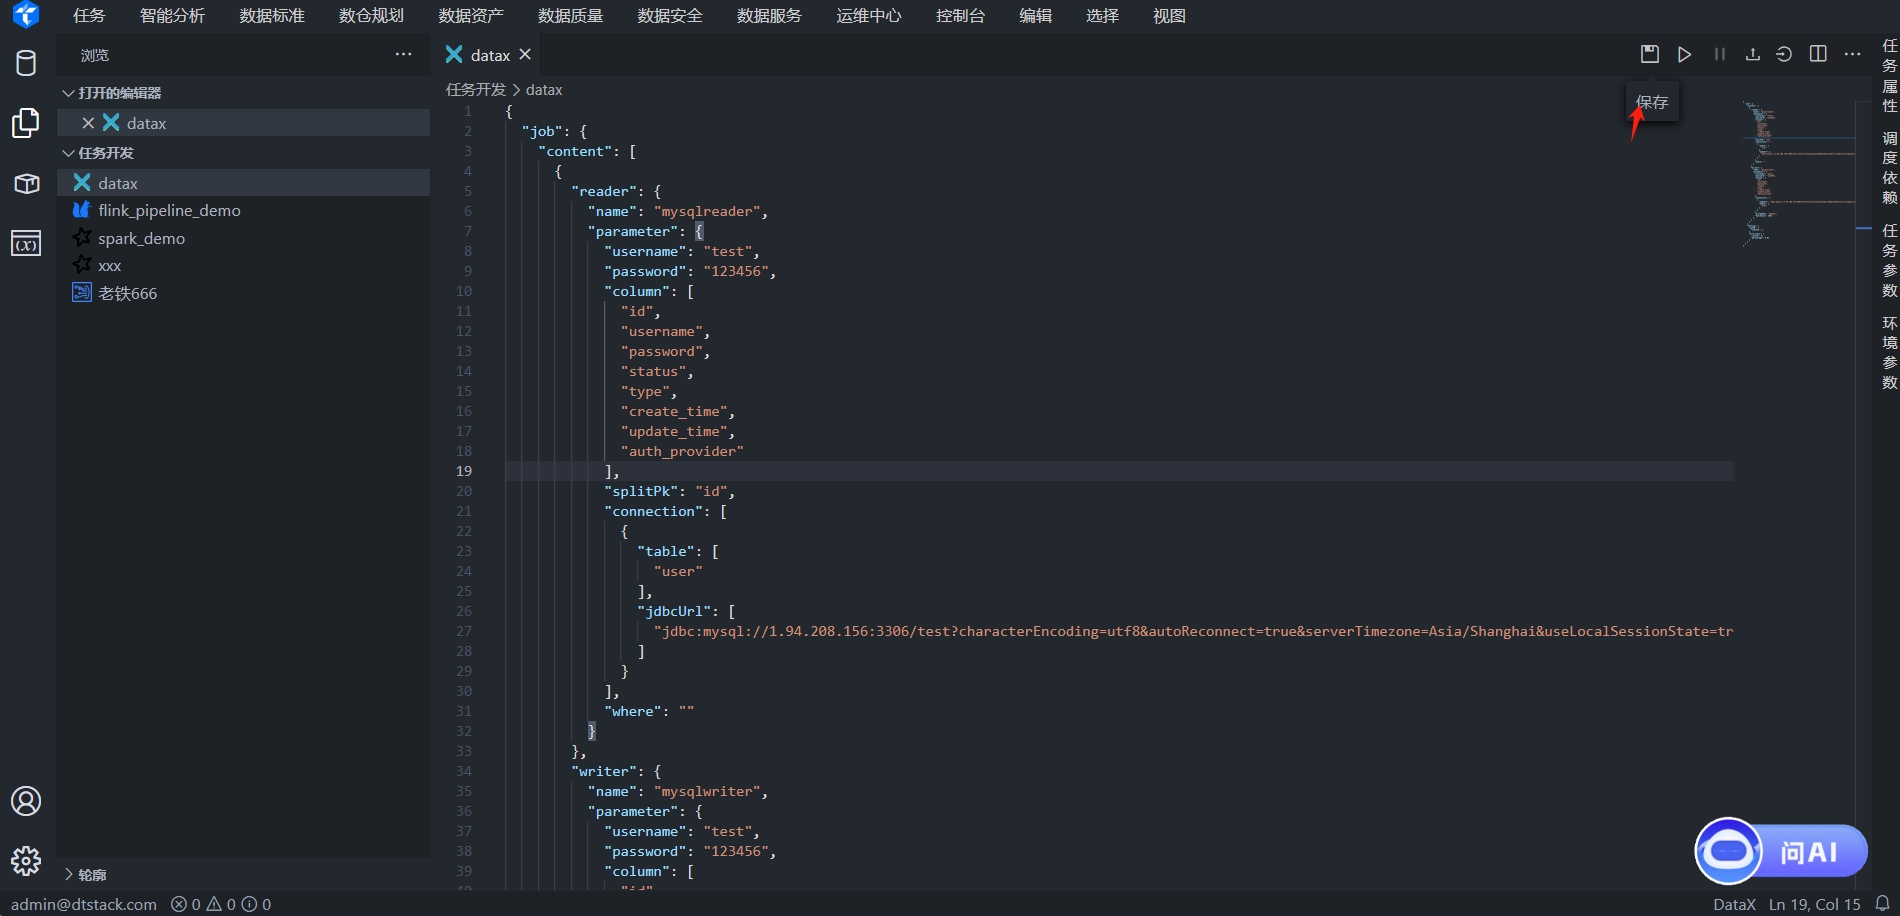 任务 智能分析 数据标准 数仓规划 数据资产 数据质量 数据安全 数据服务 运维中心 控制台 编辑 选择 视图
浏览
打开的编辑器
datax
任务开发
datax
flink_pipeline_demo
spark_demo
xxx
老铁666
轮廓
datax
任务开发 > datax
保存
1 {
2 "job": {
3 "content": [
4 {
5 "reader": {
6 "name": "mysqlreader",
7 "parameter": {
8 "username": "test",
9 "password": "123456",
10 "column": [
11 "id",
12 "username",
13 "password",
14 "status",
15 "type",
16 "create_time",
17 "update_time",
18 "auth_provider"
19 ],
20 "splitPk": "id",
21 "connection": [
22 {
23 "table": [
24 "user"
25 ],
26 "jdbcUrl": [
27 "jdbc:mysql://1.94.208.156:3306/test?characterEncoding=utf8&autoReconnect=true&serverTimezone=Asia/Shanghai&useLocalSessionState=tr
28 ]
29 }
30 ],
31 "where": ""
32 }
33 },
34 "writer": {
35 "name": "mysqlwriter",
36 "parameter": {
37 "username": "test",
38 "password": "123456",
39 "column": [
40 "id"
任务属性
调度依赖
任务参数
环境参数
问AI
admin@dtstack.com 0 0 0
DataX Ln 19, Col 15